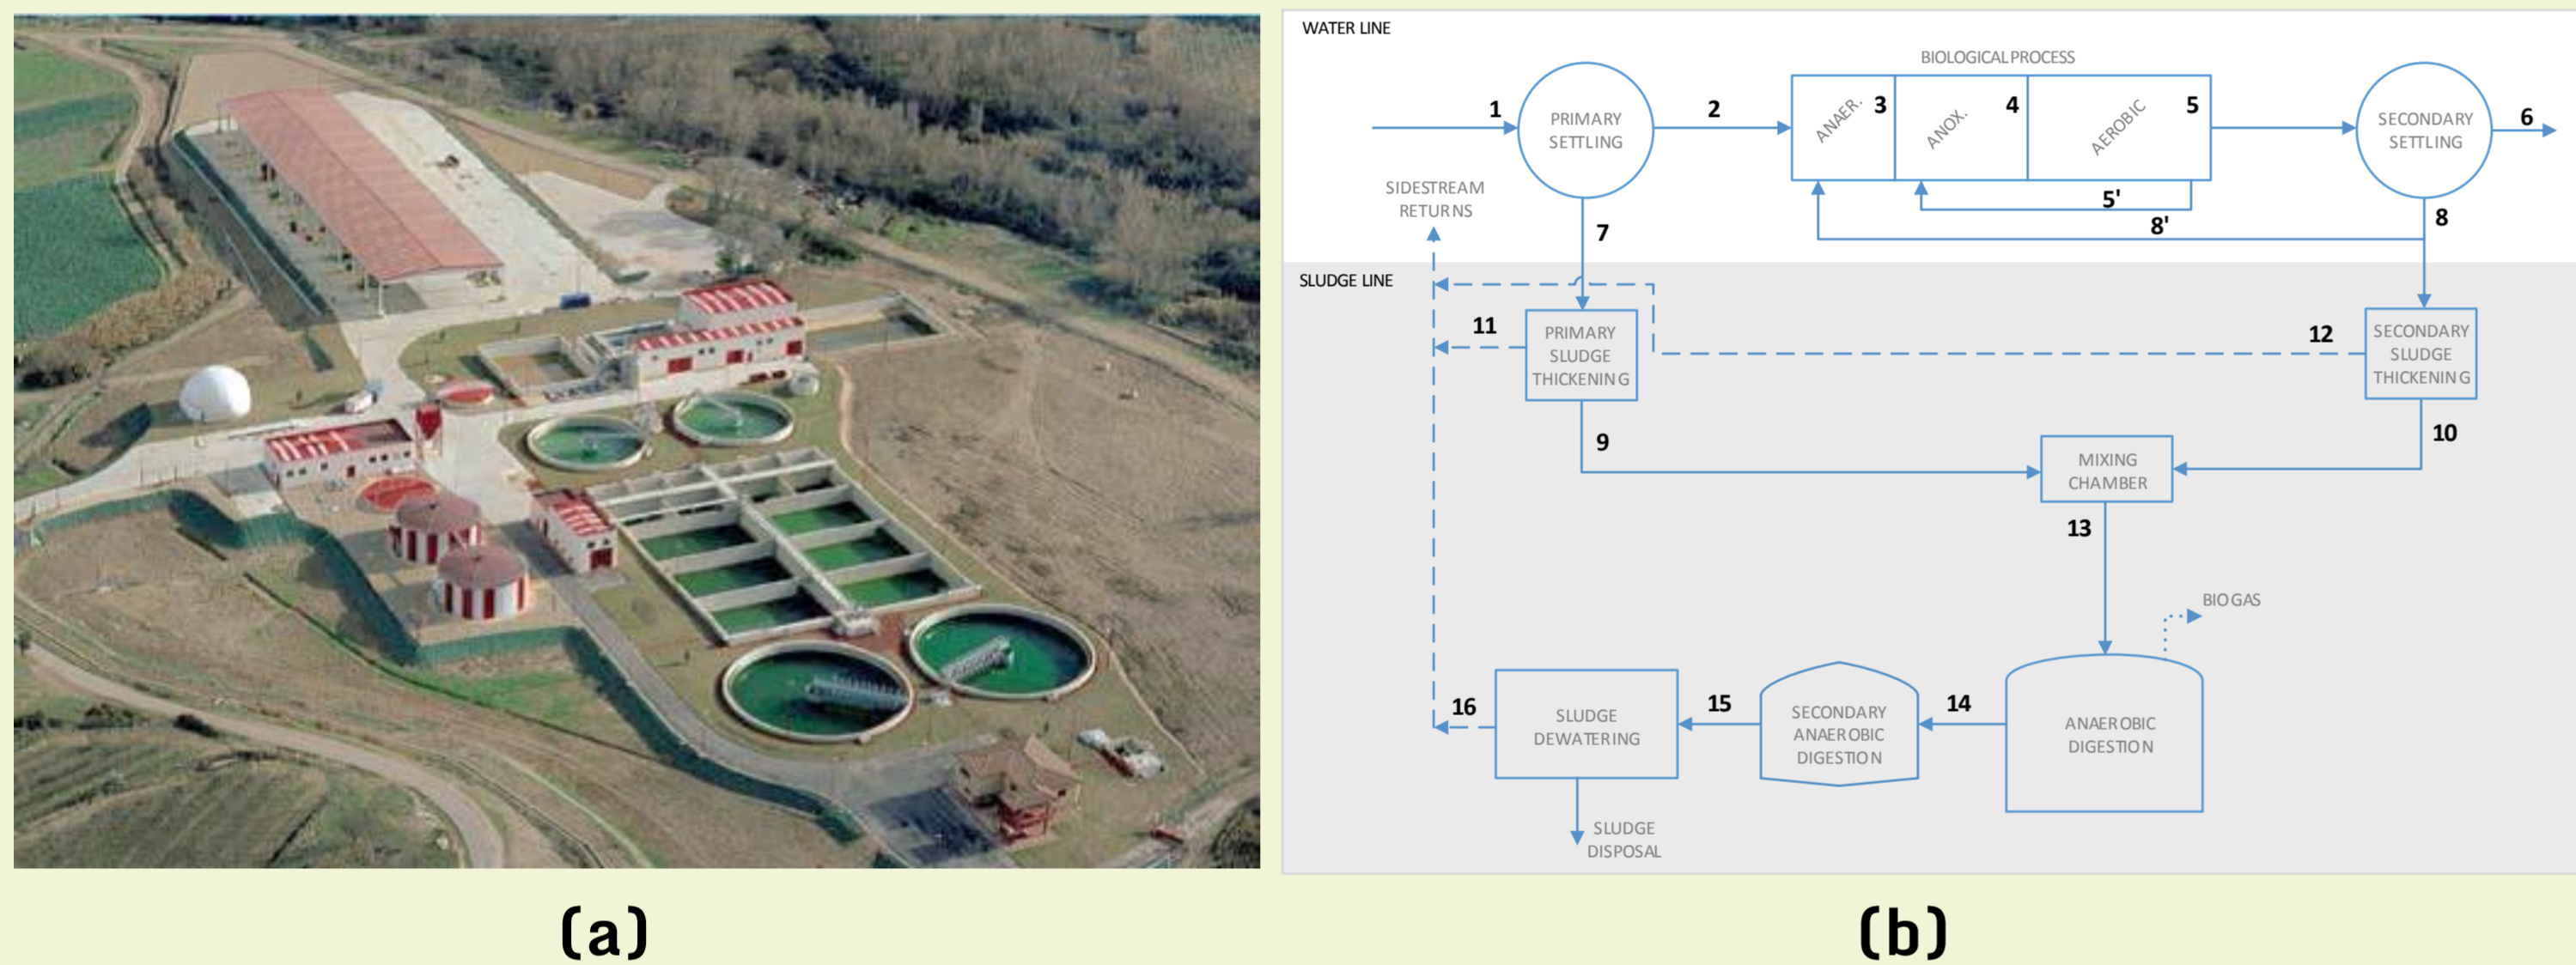 WATER LINE
BIOLOGICAL PROCESS
1
PRIMARY
SETTLING
2
ANAER.
3
ANOX.
4
AEROBIC
5
SECONDARY
SETTLING
6
SIDESTREAM
RETURNS
5'
8'
7
8
SLUDGE LINE
11
PRIMARY
SLUDGE
THICKENING
12
SECONDARY
SLUDGE
THICKENING
9
10
MIXING
CHAMBER
13
BIOGAS
16
SLUDGE
DEWATERING
15
SECONDARY
ANAEROBIC
DIGESTION
14
ANAEROBIC
DIGESTION
SLUDGE
DISPOSAL
(a)
(b)